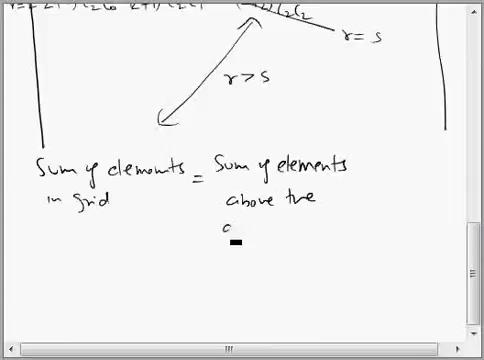 r = s
r > s
Sum of elements = Sum of elements
in grid above the